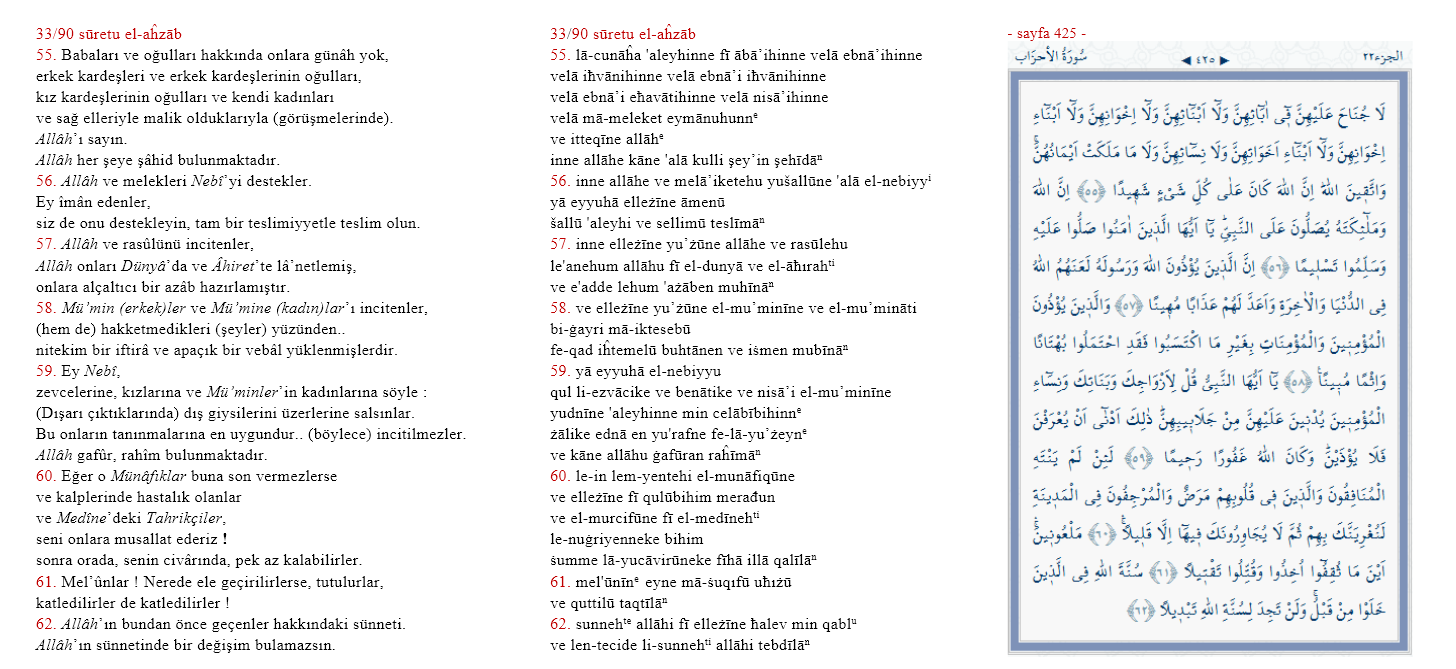 33/90 sūretu el-aĥzāb
55. Babaları ve oğulları hakkında onlara günâh yok,
erkek kardeşleri ve erkek kardeşlerinin oğulları,
kız kardeşlerinin oğulları ve kendi kadınları
ve sağ elleriyle malik olduklarıyla (görüşmelerinde).
Allâh’ı sayın.
Allâh her şeye şâhid bulunmaktadır.
56. Allâh ve melekleri Nebî’yi destekler.
Ey îmân edenler,
siz de onu destekleyin, tam bir teslimiyyetle teslim olun.
57. Allâh ve rasûlünü incitenler,
Allâh onları Dünyâ’da ve Âhiret’te lâ’netlemiş,
onlara alçaltıcı bir azâb hazırlamıştır.
58. Mü’min (erkek)ler ve Mü’mine (kadın)lar’ı incitenler,
(hem de) hakketmedikleri (şeyler) yüzünden..
nitekim bir iftirâ ve apaçık bir vebâl yüklenmişlerdir.
59. Ey Nebî,
zevcelerine, kızlarına ve Mü’minler’in kadınlarına söyle :
(Dışarı çıktıklarında) dış giysilerini üzerlerine salsınlar.
Bu onların tanınmalarına en uygundur.. (böylece) incitilmezler.
Allâh gafûr, rahîm bulunmaktadır.
60. Eğer o Münâfıklar buna son vermezlerse
ve kalplerinde hastalık olanlar
ve Medîne’deki Tahrikçiler,
seni onlara musallat ederiz !
sonra orada, senin civârında, pek az kalabilirler.
61. Mel’ûnlar ! Nerede ele geçirilirlerse, tutulurlar,
katledilirler de katledilirler !
62. Allâh’ın bundan önce geçenler hakkındaki sünneti.
Allâh’ın sünnetinde bir değişim bulamazsın.
33/90 sūretu el-aĥzāb
55. lā-cunāĥa 'aleyhinne fī ābā’ihinne velā ebnā’ihinne
velā iħvānihinne velā ebnā’i iħvānihinne
velā ebnā’i eħavātihinne velā nisā’ihinne
velā mā-meleket eymānuhunnᵉ
ve itteqīne allāhᵉ
inne allāhe kāne 'alā kulli şey’in şehīdāⁿ
56. inne allāhe ve melā’iketehu yušallūne 'alā el-nebiyyⁱ
yā eyyuhā elleżīne āmenū
šallū 'aleyhi ve sellimū teslīmāⁿ
57. inne elleżīne yu’żūne allāhe ve rasūlehu
le'anehum allāhu fī el-dunyā ve el-āħırahᵗⁱ
ve e'adde lehum 'ażāben muhīnāⁿ
58. ve elleżīne yu’żūne el-mu’minīne ve el-mu’mināti
bi-ġayri mā-iktesebū
fe-qad iĥtemelū buhtānen ve iṡmen mubīnāⁿ
59. yā eyyuhā el-nebiyyu
qul li-ezvācike ve benātike ve nisā’i el-mu’minīne
yudnīne 'aleyhinne min celābībihinnᵉ
żālike ednā en yu'rafne fe-lā-yu’żeynᵉ
ve kāne allāhu ġafūran raĥīmāⁿ
60. le-in lem-yentehi el-munāfiqūne
ve elleżīne fī qulūbihim merađun
ve el-murcifūne fī el-medīnehᵗⁱ
le-nuġriyenneke bihim
ṡumme lā-yucāvirūneke fīhā illā qalīlāⁿ
61. mel'ūnīnᵉ eyne mā-ṡuqıfū uħıżū
ve quttilū taqtīlāⁿ
62. sunnehᵗᵉ allāhi fī elleżīne ħalev min qablᵘ
ve len-tecide li-sunnehᵗⁱ allāhi tebdīlāⁿ
- sayfa 425 -
سُورَةُ الأحزَاب ◀ ٤٢٥ ▶ الجزء٢٢
لَا جُنَاحَ عَلَيْهِنَّ فٖٓي اٰبَٓائِهِنَّ وَلَٓا اَبْنَٓائِهِنَّ وَلَٓا اِخْوَانِهِنَّ وَلَٓا اَبْنَٓاءِ
اِخْوَانِهِنَّ وَلَٓا اَبْنَٓاءِ اَخَوَاتِهِنَّ وَلَا نِسَٓائِهِنَّ وَلَا مَا مَلَكَتْ اَيْمَانُهُنَّۚ
وَاتَّقٖينَ اللّٰهَؕ اِنَّ اللّٰهَ كَانَ عَلٰى كُلِّ شَيْءٍ شَهٖيدًا ﴿٥٥﴾ اِنَّ اللّٰهَ
وَمَلٰٓئِكَتَهُ يُصَلُّونَ عَلَى النَّبِيِّؕ يَٓا اَيُّهَا الَّذٖينَ اٰمَنُوا صَلُّوا عَلَيْهِ
وَسَلِّمُوا تَسْلٖيمًا ﴿٥٦﴾ اِنَّ الَّذٖينَ يُؤْذُونَ اللّٰهَ وَرَسُولَهُ لَعَنَهُمُ اللّٰهُ
فِي الدُّنْيَا وَالْاٰخِرَةِ وَاَعَدَّ لَهُمْ عَذَابًا مُهٖينًا ﴿٥٧﴾ وَالَّذٖينَ يُؤْذُونَ
الْمُؤْمِنٖينَ وَالْمُؤْمِنَاتِ بِغَيْرِ مَا اكْتَسَبُوا فَقَدِ احْتَمَلُوا بُهْتَانًا
وَاِثْمًا مُبٖينًا۟ ﴿٥٨﴾ يَٓا اَيُّهَا النَّبِيُّ قُلْ لِاَزْوَاجِكَ وَبَنَاتِكَ وَنِسَٓاءِ
الْمُؤْمِنٖينَ يُدْنٖينَ عَلَيْهِنَّ مِنْ جَلَابٖيبِهِنَّؕ ذٰلِكَ اَدْنٰٓى اَنْ يُعْرَفْنَ
فَلَا يُؤْذَيْنَؕ وَكَانَ اللّٰهُ غَفُورًا رَحٖيمًا ﴿٥٩﴾ لَئِنْ لَمْ يَنْتَهِ
الْمُنَافِقُونَ وَالَّذٖينَ فٖي قُلُوبِهِمْ مَرَضٌ وَالْمُرْجِفُونَ فِي الْمَدٖينَةِ
لَنُغْرِيَنَّكَ بِهِمْ ثُمَّ لَا يُجَاوِرُونَكَ فٖيهَٓا اِلَّا قَلٖيلًاۚ ﴿٦٠﴾ مَلْعُونٖينَۚ
اَيْنَ مَا ثُقِفُٓوا اُخِذُوا وَقُتِّلُوا تَقْتٖيلًا ﴿٦١﴾ سُنَّةَ اللّٰهِ فِي الَّذٖينَ
خَلَوْا مِنْ قَبْلُۚ وَلَنْ تَجِدَ لِسُنَّةِ اللّٰهِ تَبْدٖيلًا ﴿٦٢﴾